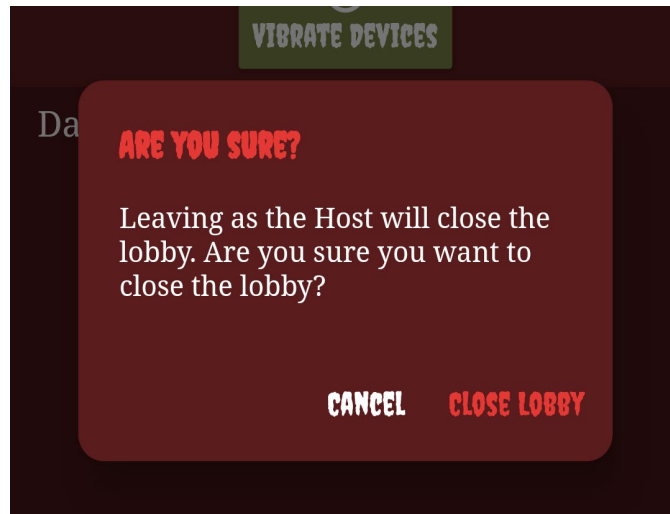 VIBRATE DEVICES
Da
ARE YOU SURE?
Leaving as the Host will close the
lobby. Are you sure you want to
close the lobby?
CANCEL CLOSE LOBBY